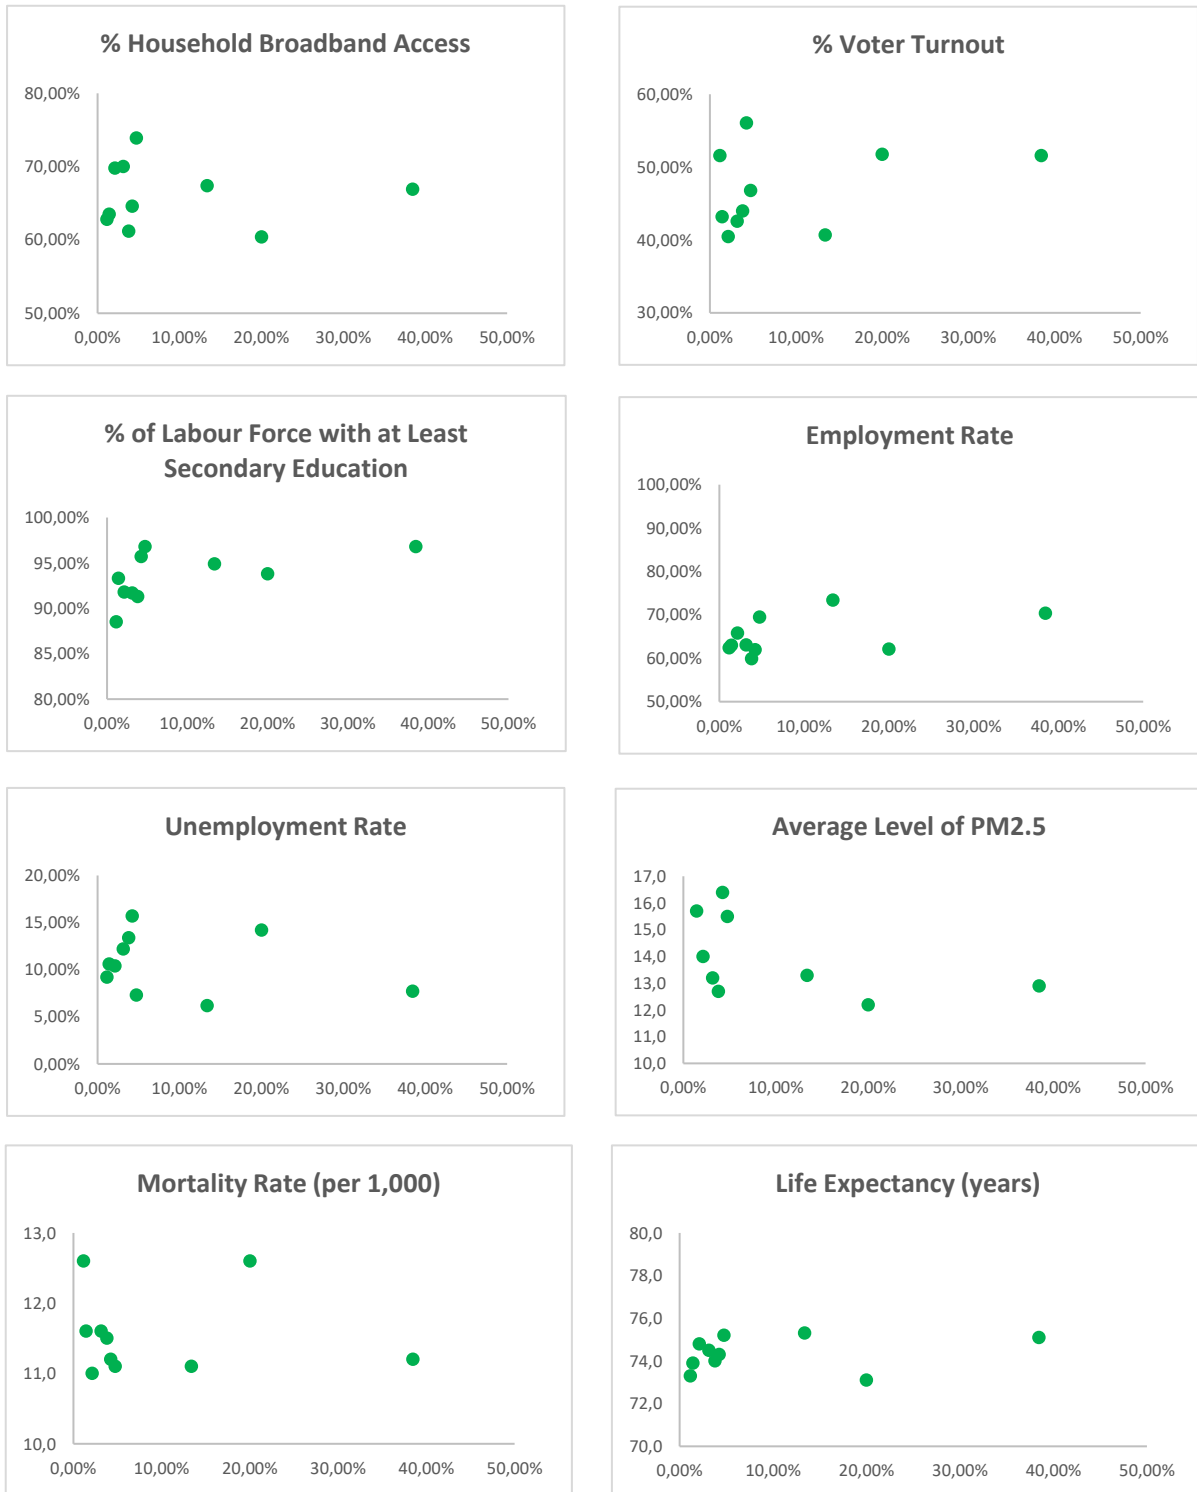 % Household Broadband Access
80,00%
70,00%
60,00%
50,00%
0,00% 10,00% 20,00% 30,00% 40,00% 50,00%
% Voter Turnout
60,00%
50,00%
40,00%
30,00%
0,00% 10,00% 20,00% 30,00% 40,00% 50,00%
% of Labour Force with at Least
Secondary Education
100,00%
95,00%
90,00%
85,00%
80,00%
0,00% 10,00% 20,00% 30,00% 40,00% 50,00%
Employment Rate
100,00%
90,00%
80,00%
70,00%
60,00%
50,00%
0,00% 10,00% 20,00% 30,00% 40,00% 50,00%
Unemployment Rate
20,00%
15,00%
10,00%
5,00%
0,00%
0,00% 10,00% 20,00% 30,00% 40,00% 50,00%
Average Level of PM2.5
17,0
16,0
15,0
14,0
13,0
12,0
11,0
10,0
0,00% 10,00% 20,00% 30,00% 40,00% 50,00%
Mortality Rate (per 1,000)
13,0
12,0
11,0
10,0
0,00% 10,00% 20,00% 30,00% 40,00% 50,00%
Life Expectancy (years)
80,0
78,0
76,0
74,0
72,0
70,0
0,00% 10,00% 20,00% 30,00% 40,00% 50,00%